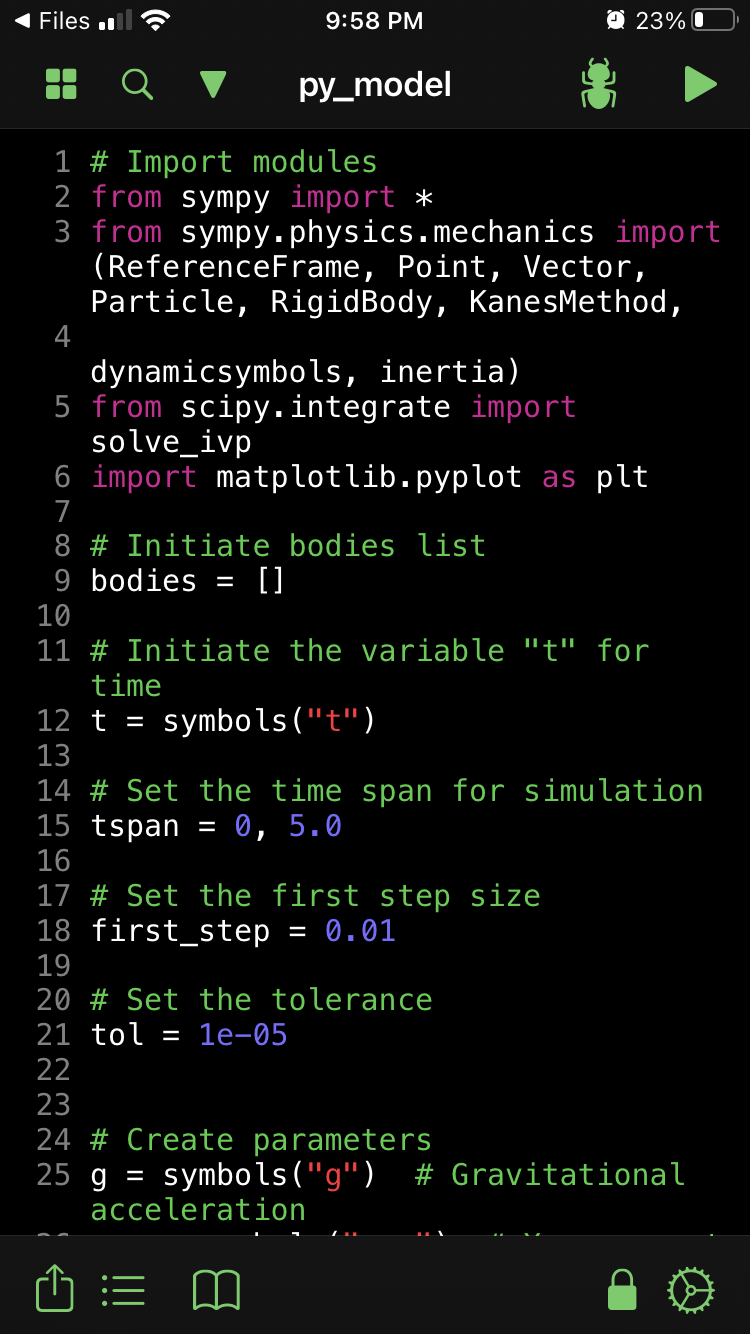 Files 9:58 PM 23%
py_model
1 # Import modules
2 from sympy import *
3 from sympy.physics.mechanics import
(ReferenceFrame, Point, Vector,
Particle, RigidBody, KanesMethod,
4
dynamicsymbols, inertia)
5 from scipy.integrate import
solve_ivp
6 import matplotlib.pyplot as plt
7
8 # Initiate bodies list
9 bodies = []
10
11 # Initiate the variable "t" for
time
12 t = symbols("t")
13
14 # Set the time span for simulation
15 tspan = 0, 5.0
16
17 # Set the first step size
18 first_step = 0.01
19
20 # Set the tolerance
21 tol = 1e-05
22
23
24 # Create parameters
25 g = symbols("g")  # Gravitational
acceleration